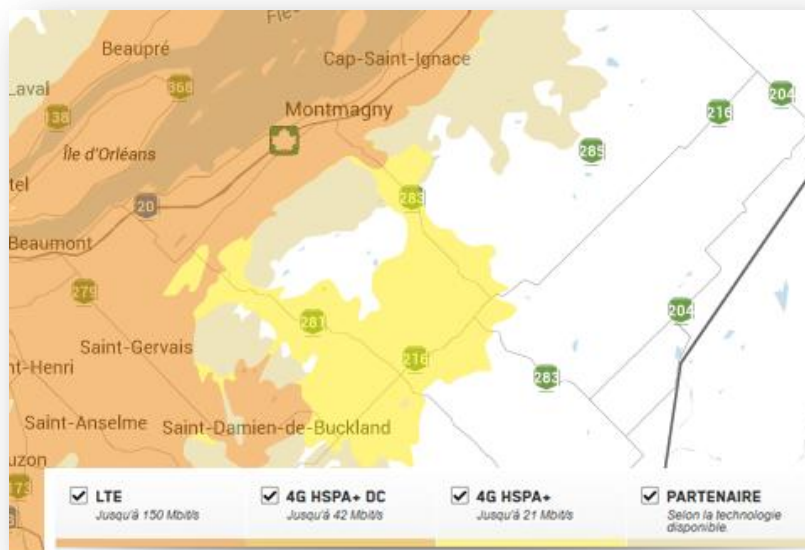 Fleu
Beaupré
Cap-Saint-Ignace
Laval
368
204
216
138
Montmagny
285
Île d'Orléans
tel
283
20
Beaumont
279
204
281
Saint-Gervais
216
nt-Henri
283
Saint-Anselme
Saint-Damien-de-Buckland
uzon
173
LTE
Jusqu'à 150 Mbit/s
4G HSPA+ DC
Jusqu'à 42 Mbit/s
4G HSPA+
Jusqu'à 21 Mbit/s
PARTENAIRE
Selon la technologie
disponible.